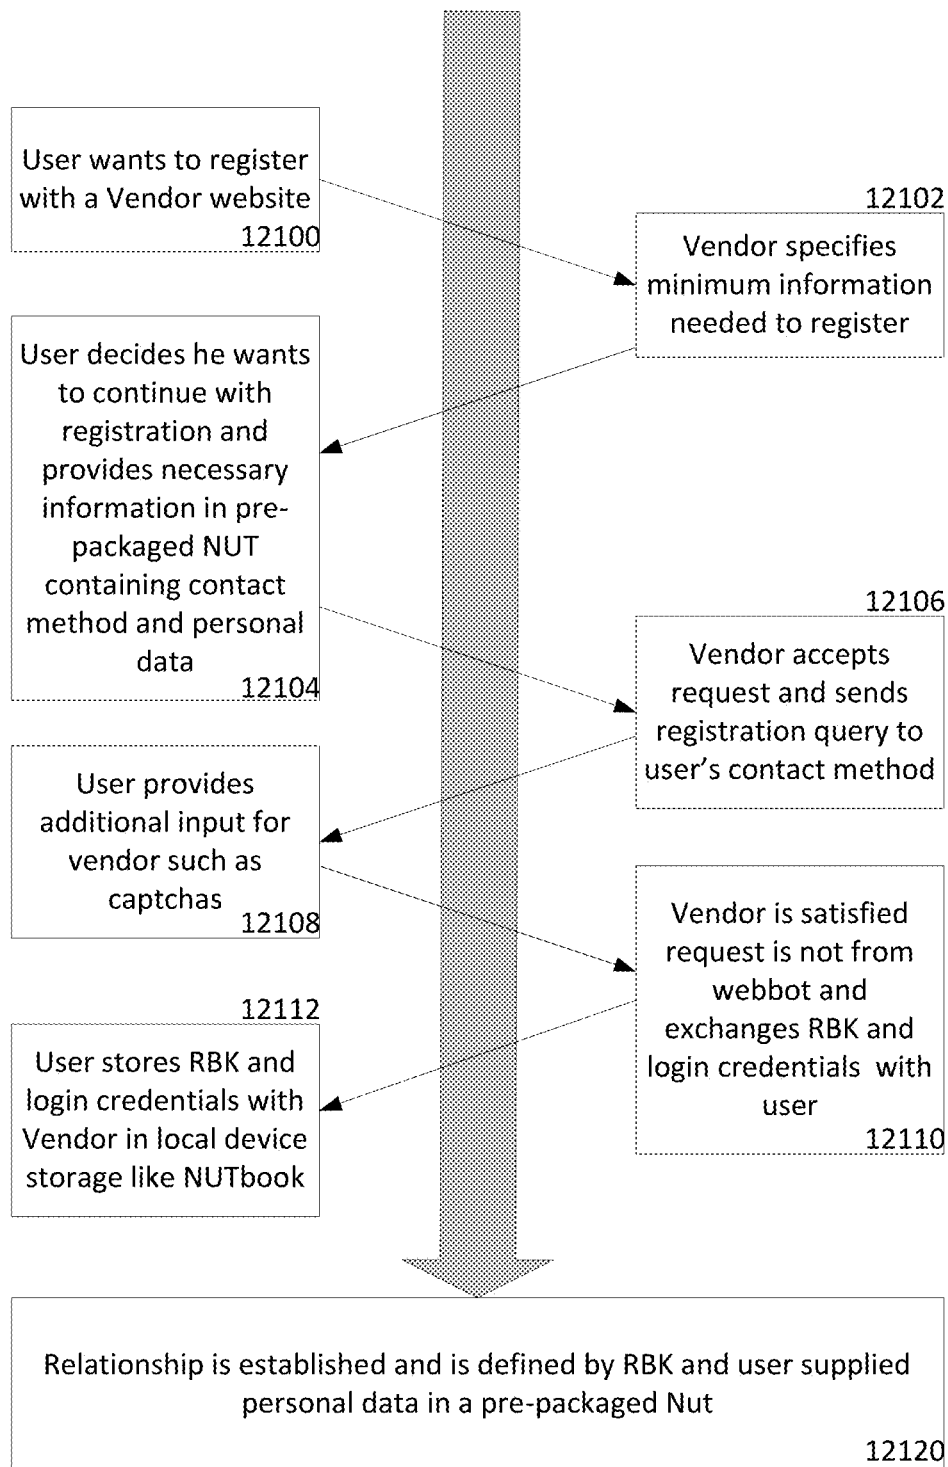 User wants to register
with a Vendor website
12100
12102
Vendor specifies
minimum information
needed to register
User decides he wants
to continue with
registration and
provides necessary
information in pre-
packaged NUT
containing contact
method and personal
data
12104
12106
Vendor accepts
request and sends
registration query to
user's contact method
User provides
additional input for
vendor such as
captchas
12108
Vendor is satisfied
request is not from
webbot and
exchanges RBK and
login credentials with
user
12110
12112
User stores RBK and
login credentials with
Vendor in local device
storage like NUTbook
Relationship is established and is defined by RBK and user supplied
personal data in a pre-packaged Nut
12120